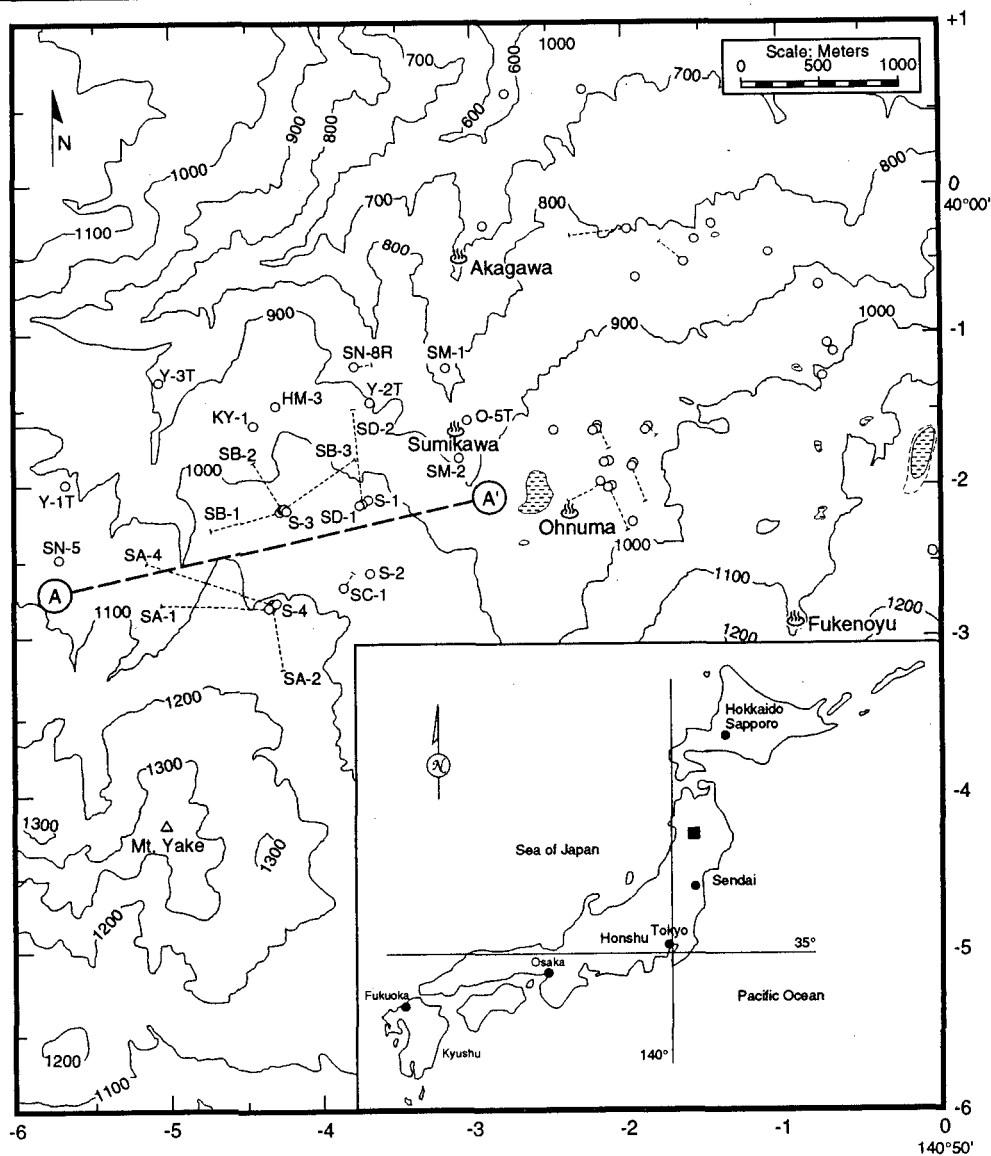 +1
Scale: Meters
0 500 1000
N
1000
600
700
700
600
900
800
1000
1100
700
800
800
800
0
40°00'
Akagawa
900
900
1000
-1
SN-8R
SM-1
Y-3T
HM-3
Y-2T
KY-1
O-5T
SD-2
Sumikawa
SB-2
SB-3
SM-2
1000
Y-1T
-2
S-1
A'
SB-1
S-3
SD-1
Ohnuma
1000
SN-5
SA-4
S-2
A
SC-1
1100
1100
SA-1
S-4
1200
Fukenoyu
1200
-3
SA-2
1200
Hokkaido
Sapporo
N
1300
-4
1300
Mt. Yake
1300
Sea of Japan
Sendai
1200
Honshu
Tokyo
35°
-5
Osaka
Fukuoka
Pacific Ocean
Kyushu
140°
1200
1100
-6
-6 -5 -4 -3 -2 -1 0
140°50'